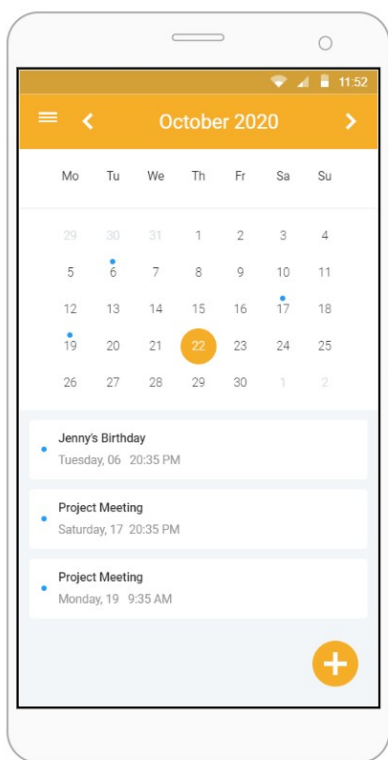 11:52
October 2020
Mo Tu We Th Fr Sa Su
29 30 31 1 2 3 4
5 6 7 8 9 10 11
12 13 14 15 16 17 18
19 20 21 22 23 24 25
26 27 28 29 30 1 2
Jenny's Birthday
Tuesday, 06 20:35 PM
Project Meeting
Saturday, 17 20:35 PM
Project Meeting
Monday, 19 9:35 AM